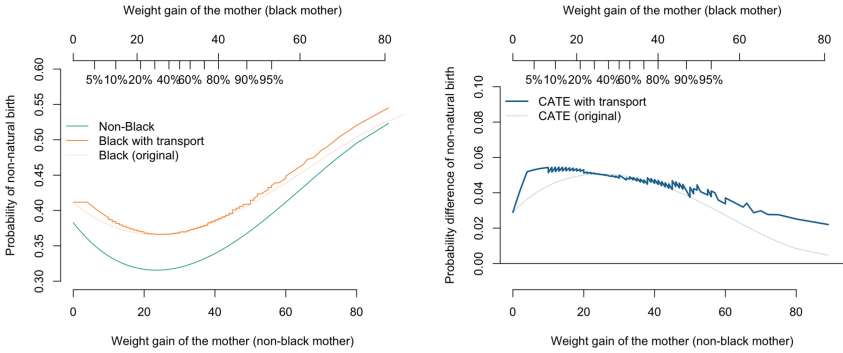 Weight gain of the mother (black mother)
0 20 40 60 80
5% 10% 20% 40% 60% 80% 90% 95%
Probability of non-natural birth
0.60
0.55
0.50
0.45
0.40
0.35
0.30
Non-Black
Black with transport
Black (original)
0 20 40 60 80
Weight gain of the mother (non-black mother)
Weight gain of the mother (black mother)
0 20 40 60 80
5% 10% 20% 40% 60% 80% 90% 95%
Probability difference of non-natural birth
0.10
0.08
0.06
0.04
0.02
0.00
CATE with transport
CATE (original)
0 20 40 60 80
Weight gain of the mother (non-black mother)